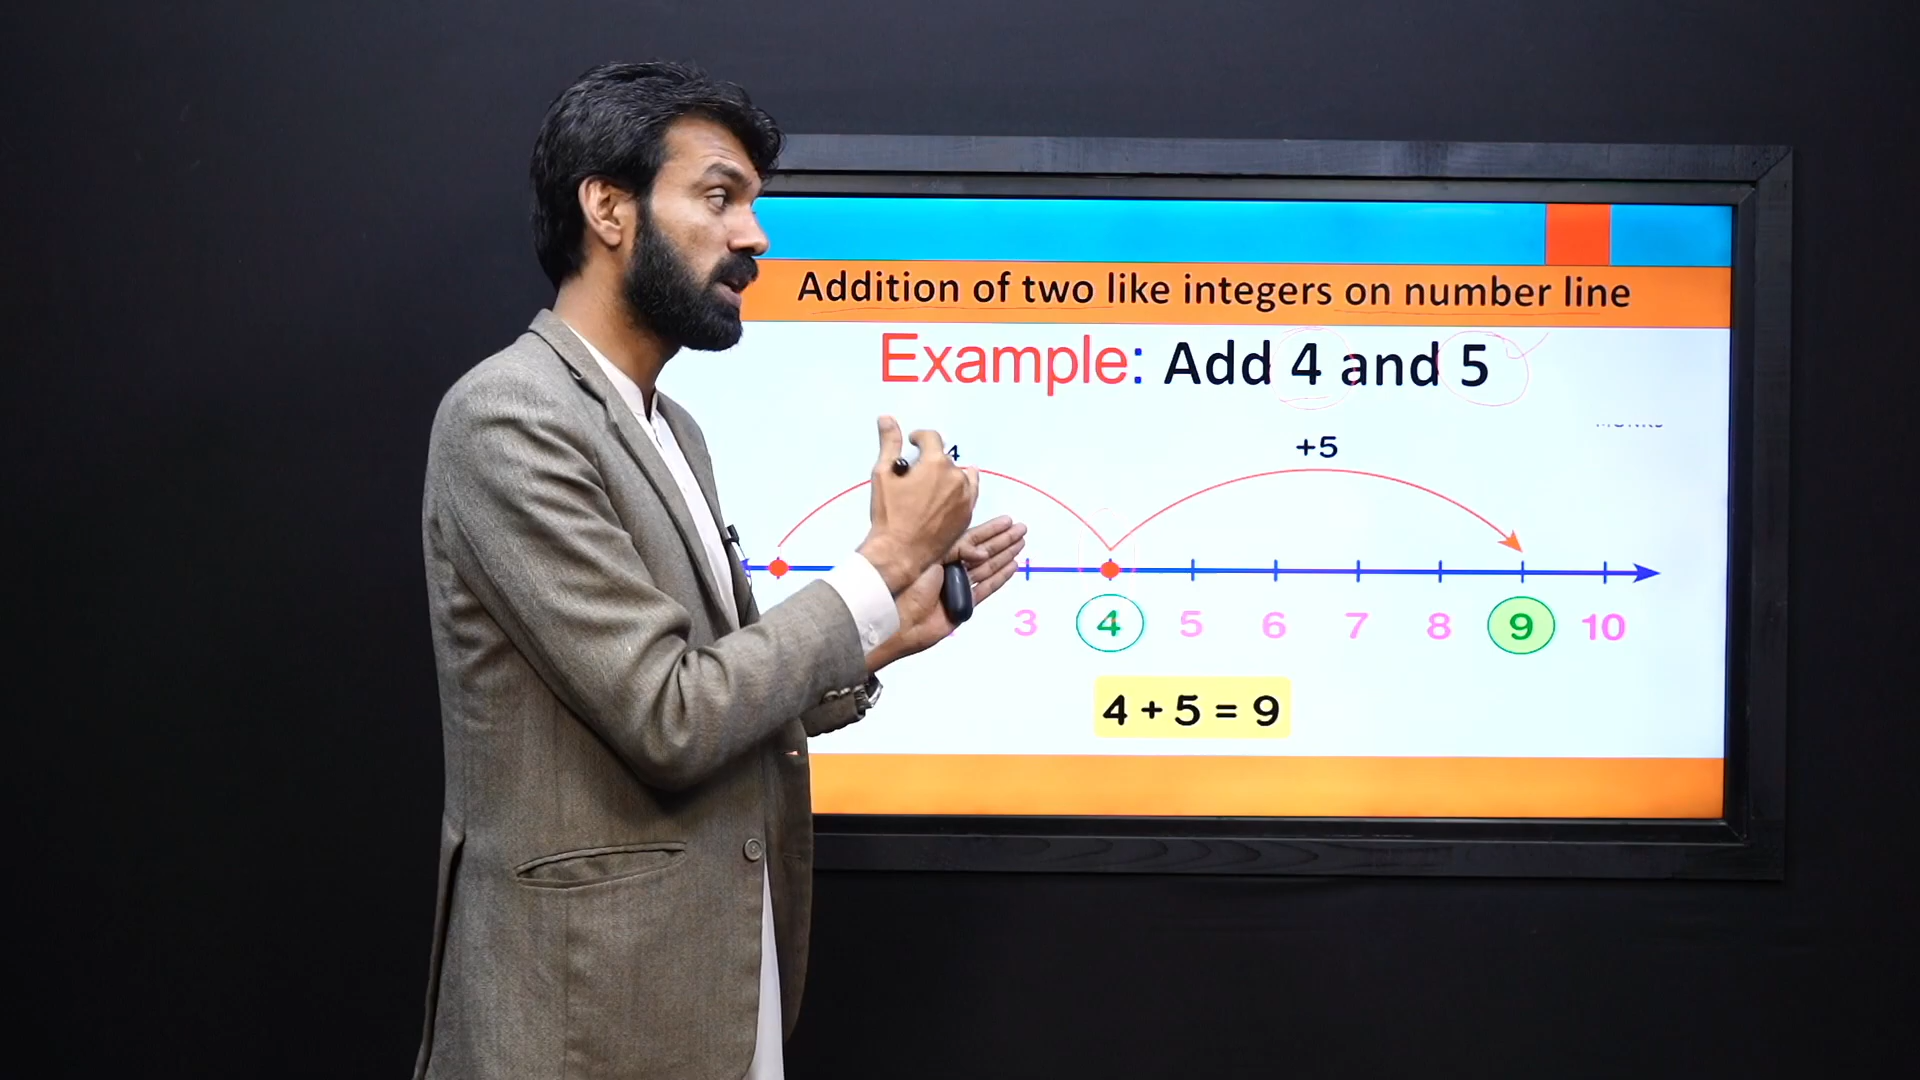 Addition of two like integers on number line
Example: Add 4 and 5
4 +5
3 4 5 6 7 8 9 10
4 + 5 = 9